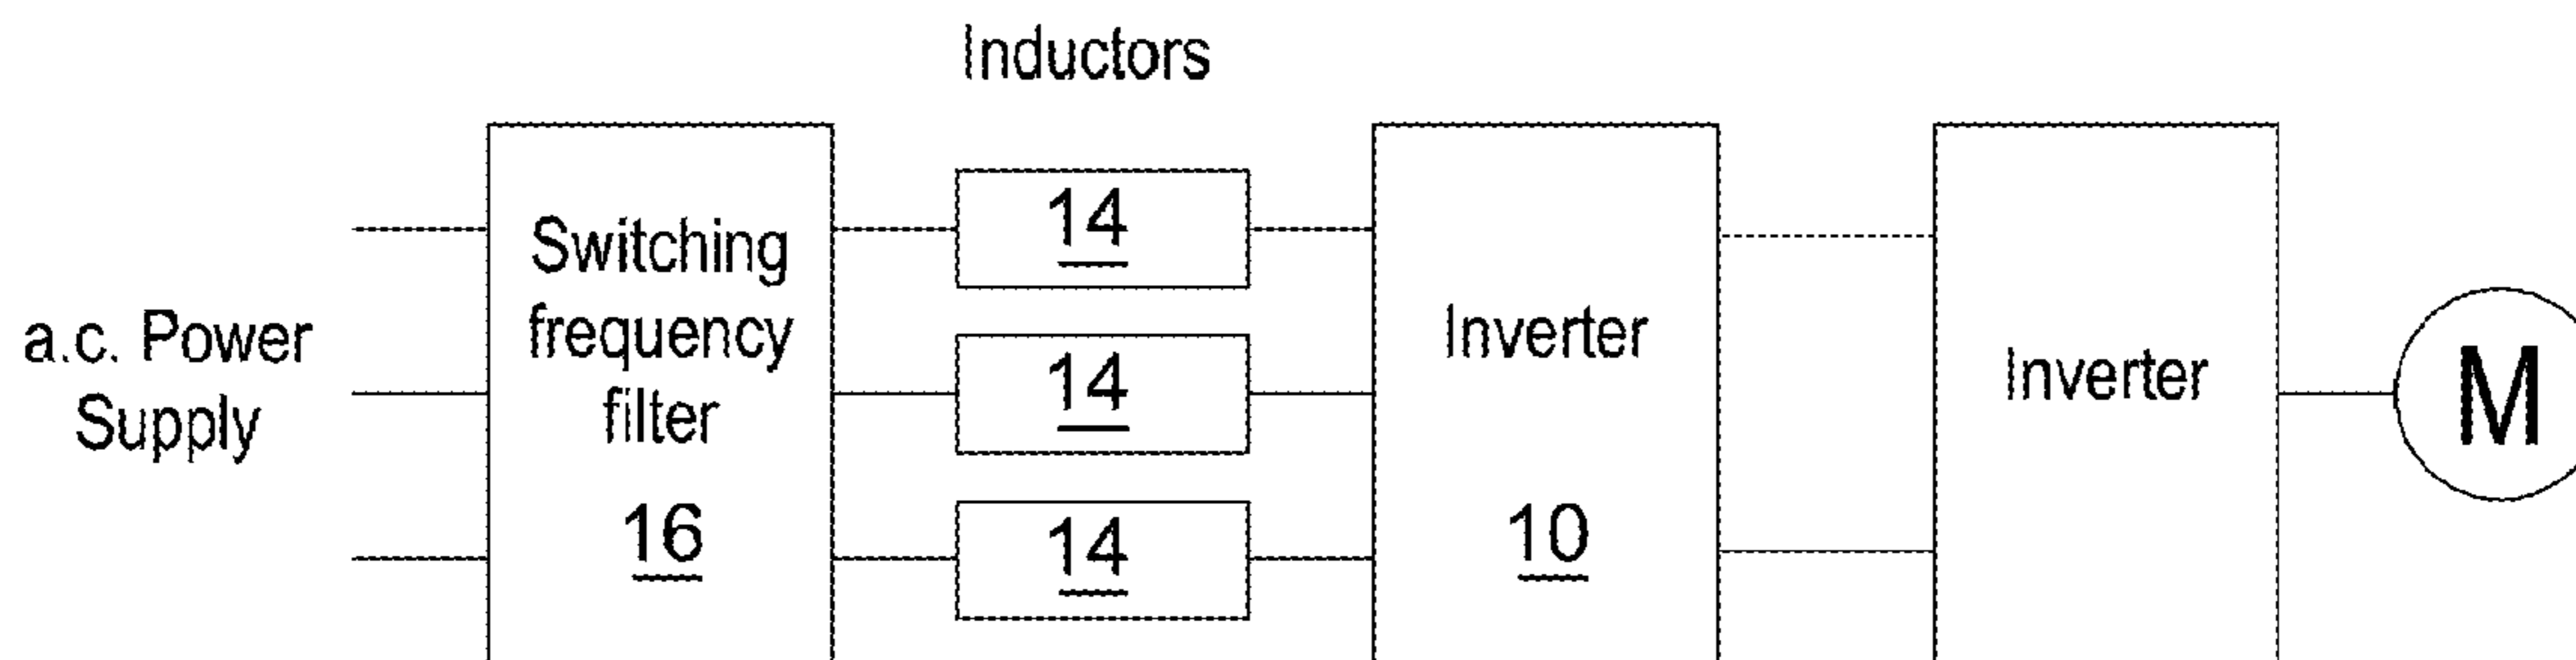 Inductors
a.c. Power
Supply
Switching
frequency
filter
16
14
14
14
Inverter
10
Inverter
M